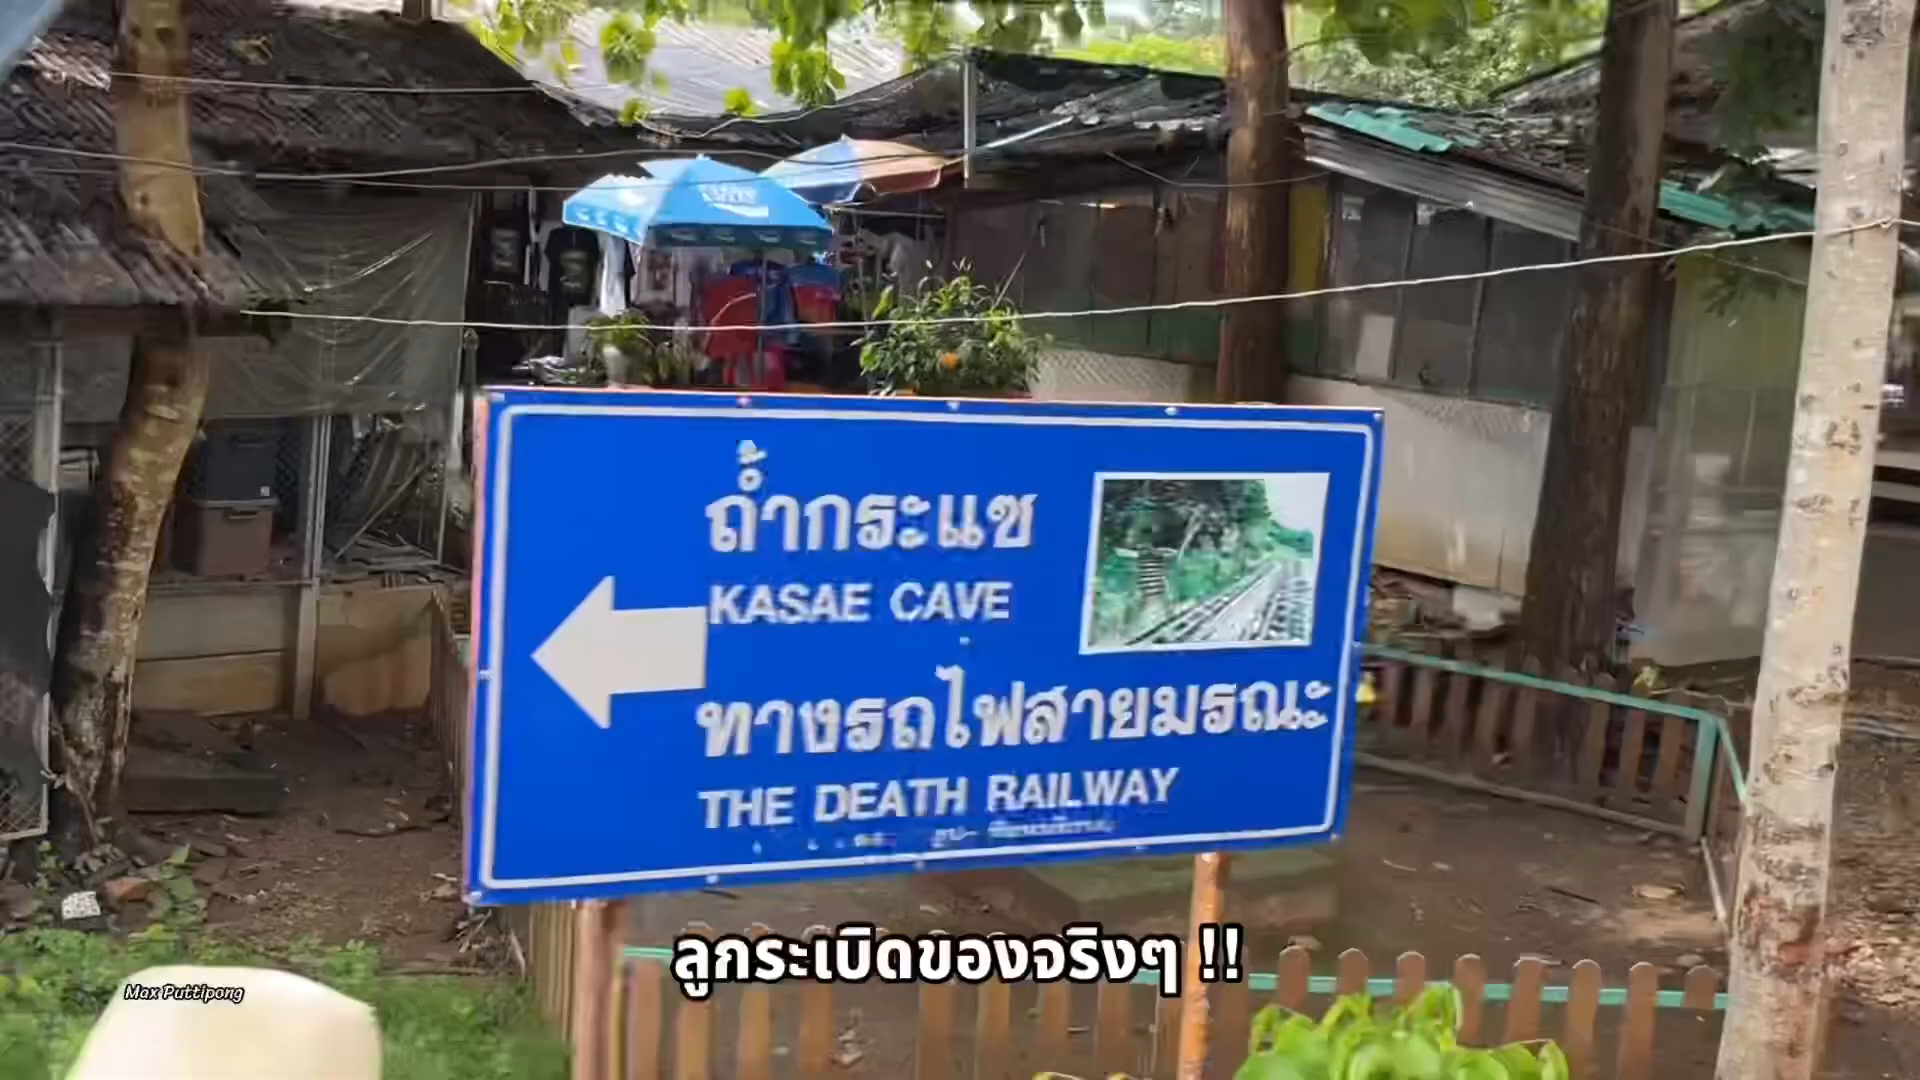 ถ้ำกระแซ
KASAE CAVE
ทางรถไฟสายมรณะ
THE DEATH RAILWAY
ลูกระเบิดของจริงๆ !!
Max Puttipong